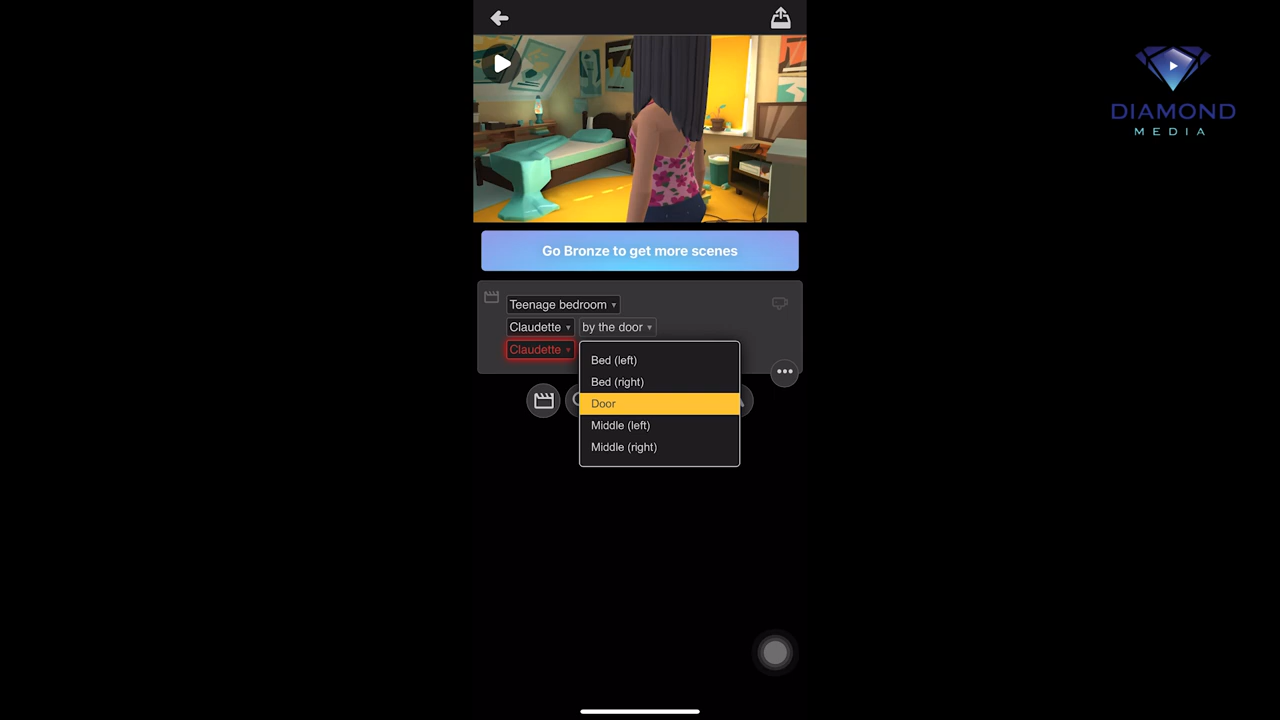 DIAMOND
MEDIA
Go Bronze to get more scenes
Teenage bedroom
Claudette by the door
Claudette
Bed (left)
Bed (right)
Door
Middle (left)
Middle (right)